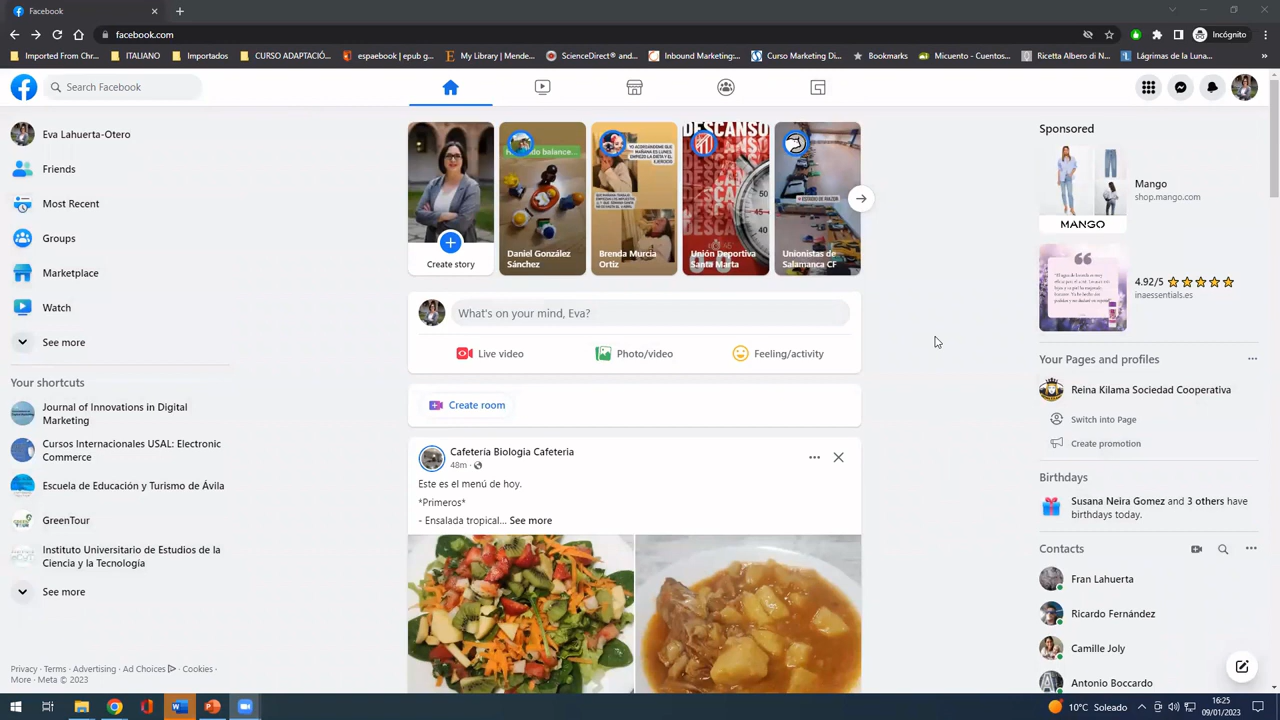 Facebook
facebook.com
Incógnito
Imported From Chr...
ITALIANO
Importados
CURSO ADAPTACIÓ...
espaebook | epub g...
My Library | Mende...
ScienceDirect® and...
Inbound Marketing:...
Curso Marketing Di...
Bookmarks
Micuento - Cuentos...
Ricetta Albero di N...
Lágrimas de la Luna...
Search Facebook
Eva Lahuerta-Otero
Friends
Most Recent
Groups
Marketplace
Watch
See more
Your shortcuts
Journal of Innovations in Digital
Marketing
Cursos Internacionales USAL: Electronic
Commerce
Escuela de Educación y Turismo de Ávila
GreenTour
Instituto Universitario de Estudios de la
Ciencia y la Tecnología
See more
Privacy · Terms · Advertising · Ad Choices · Cookies ·
More · Meta © 2023
Create story
balance...
Daniel González
Sánchez
Brenda Murcia
Ortiz
DESCANSO
50
45
40
Unión Deportiva
Santa Marta
Unionistas de
Salamanca CF
What's on your mind, Eva?
Live video
Photo/video
Feeling/activity
Create room
Cafetería Biologia Cafeteria
48m ·
Este es el menú de hoy.
*Primeros*
- Ensalada tropical... See more
Sponsored
MANGO
Mango
shop.mango.com
4.92/5
inaessentials.es
Your Pages and profiles
Reina Kilama Sociedad Cooperativa
Switch into Page
Create promotion
Birthdays
Susana Neira Gomez and 3 others have
birthdays today.
Contacts
Fran Lahuerta
Ricardo Fernández
Camille Joly
Antonio Boccardo
10°C Soleado
16:25
09/01/2023